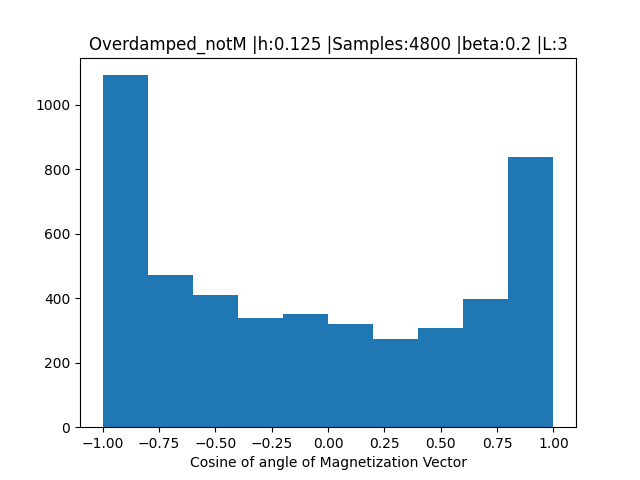 Overdamped_notM |h:0.125 |Samples:4800 |beta:0.2 |L:3
1000
800
600
400
200
0
−1.00 −0.75 −0.50 −0.25 0.00 0.25 0.50 0.75 1.00
Cosine of angle of Magnetization Vector